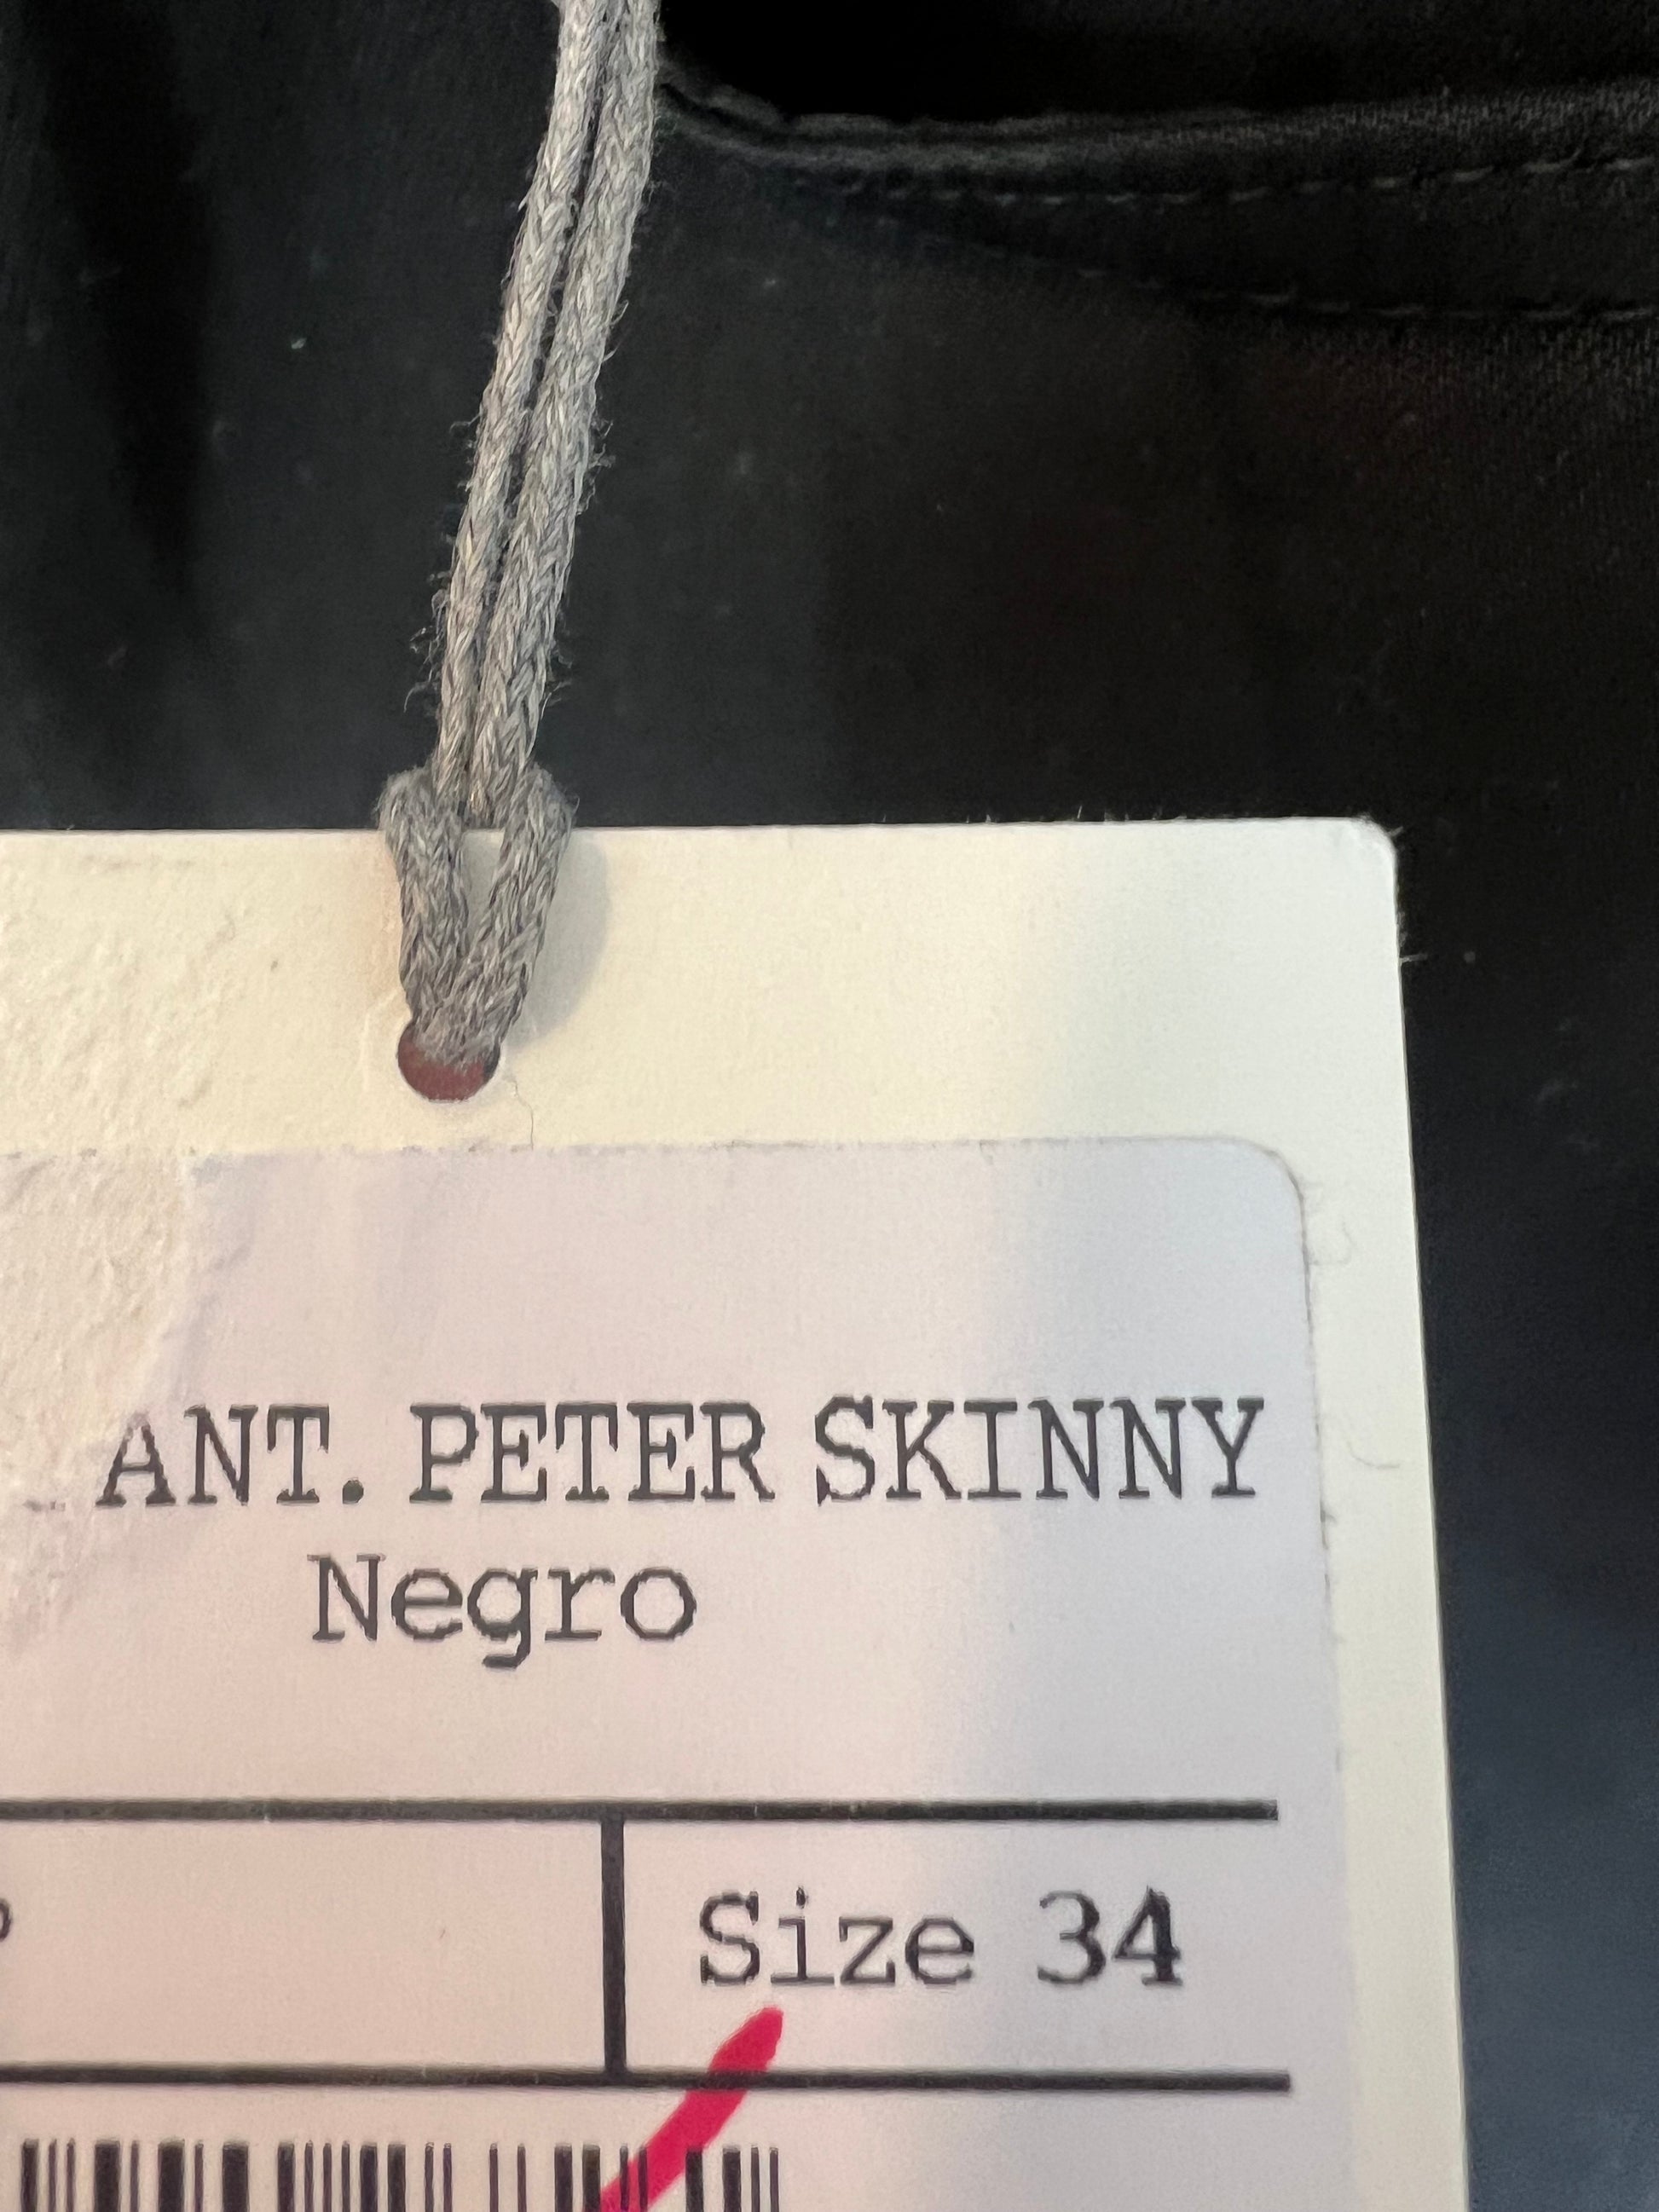 ANT. PETER SKINNY
Negro
Size 34